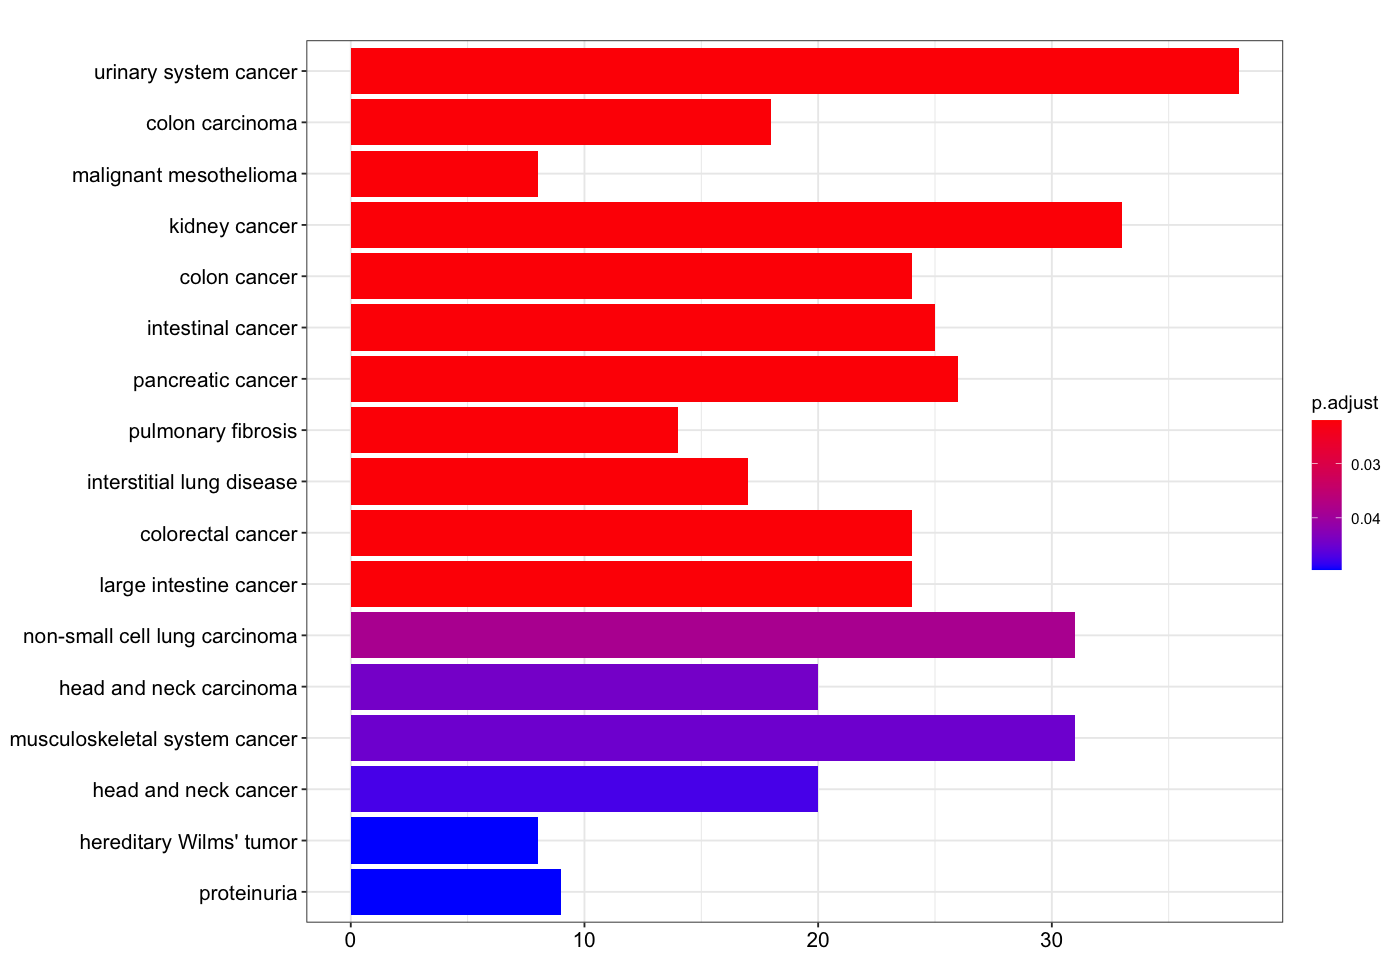 urinary system cancer
colon carcinoma
malignant mesothelioma
kidney cancer
colon cancer
intestinal cancer
pancreatic cancer
pulmonary fibrosis
interstitial lung disease
colorectal cancer
large intestine cancer
non-small cell lung carcinoma
head and neck carcinoma
musculoskeletal system cancer
head and neck cancer
hereditary Wilms' tumor
proteinuria
0 10 20 30
p.adjust
0.03
0.04